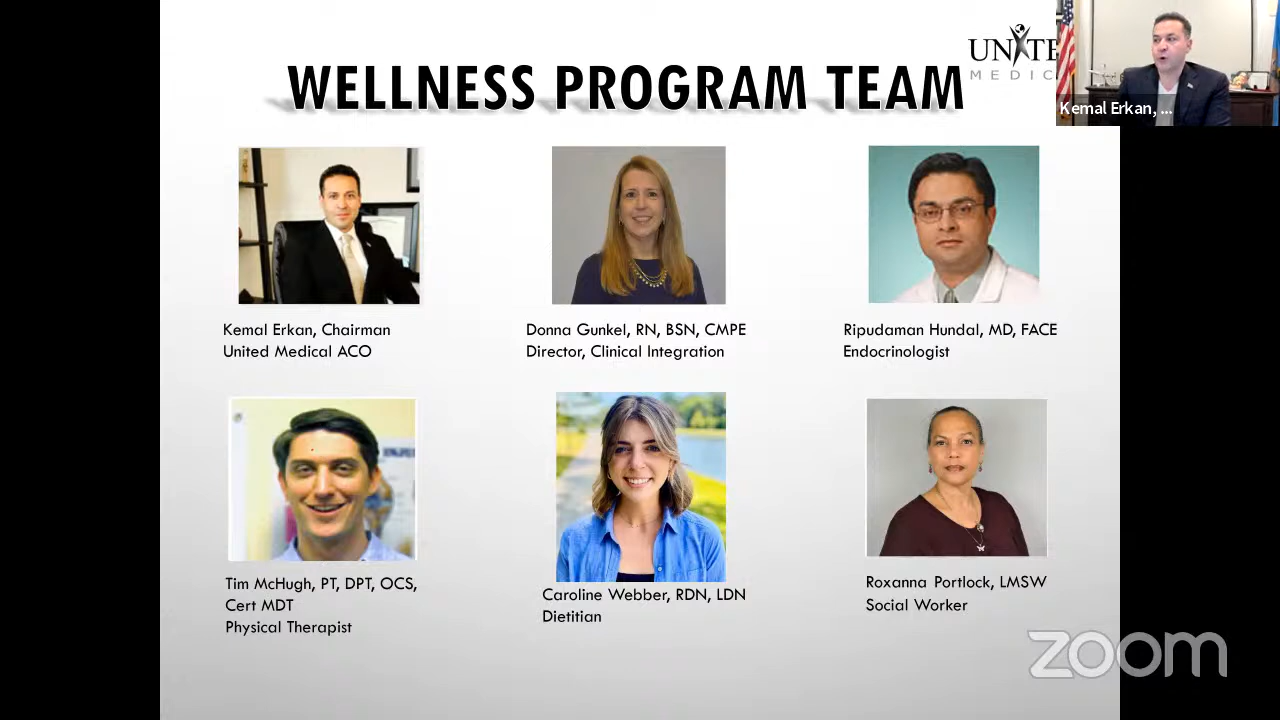 WELLNESS PROGRAM TEAM
UNITE
MEDIC
Kemal Erkan, ...
Kemal Erkan, Chairman
United Medical ACO
Donna Gunkel, RN, BSN, CMPE
Director, Clinical Integration
Ripudaman Hundal, MD, FACE
Endocrinologist
Tim McHugh, PT, DPT, OCS,
Cert MDT
Physical Therapist
Caroline Webber, RDN, LDN
Dietitian
Roxanna Portlock, LMSW
Social Worker
zoom